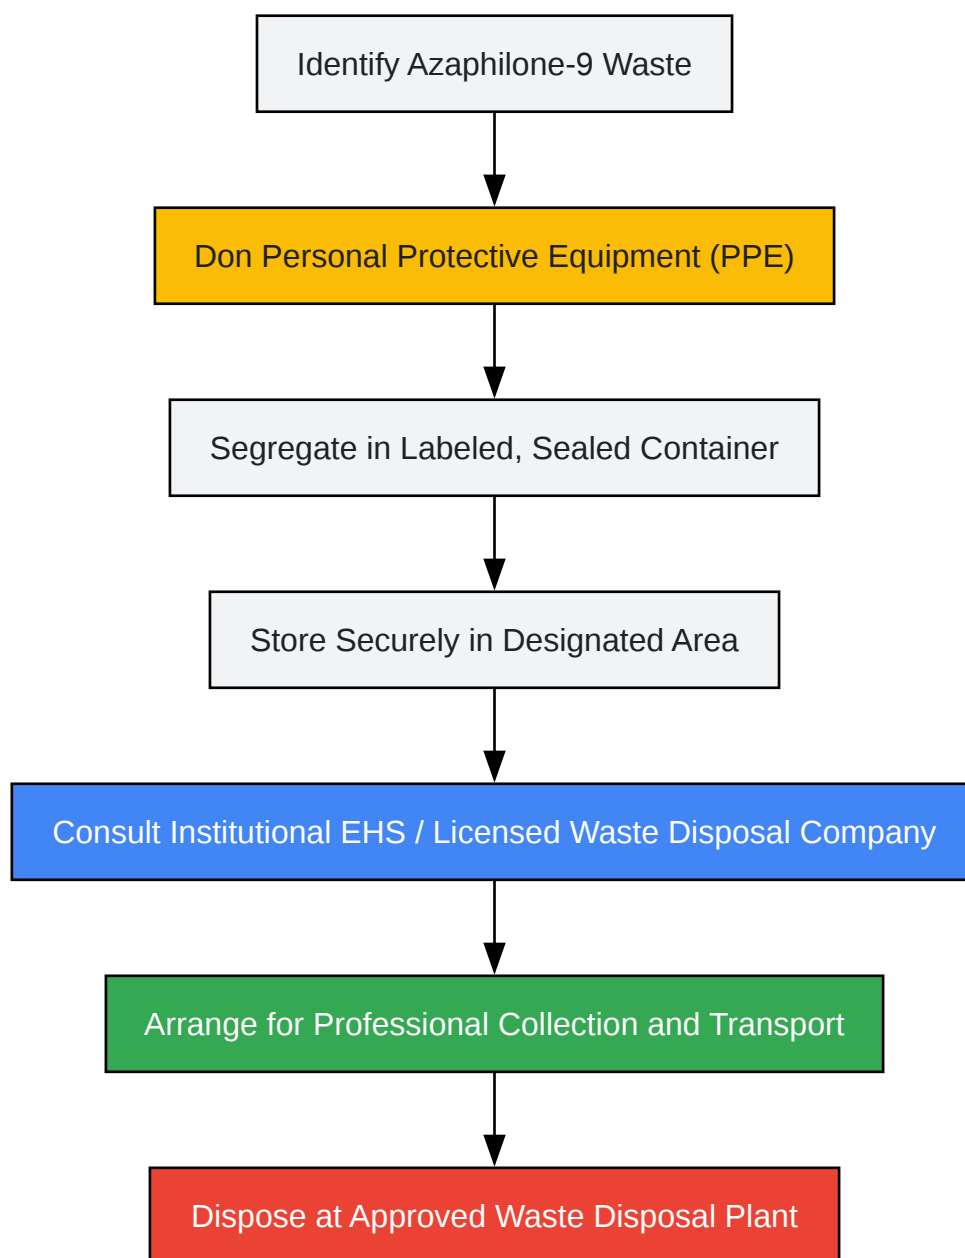 Identify Azaphilone-9 Waste
Don Personal Protective Equipment (PPE)
Segregate in Labeled, Sealed Container
Store Securely in Designated Area
Consult Institutional EHS / Licensed Waste Disposal Company
Arrange for Professional Collection and Transport
Dispose at Approved Waste Disposal Plant